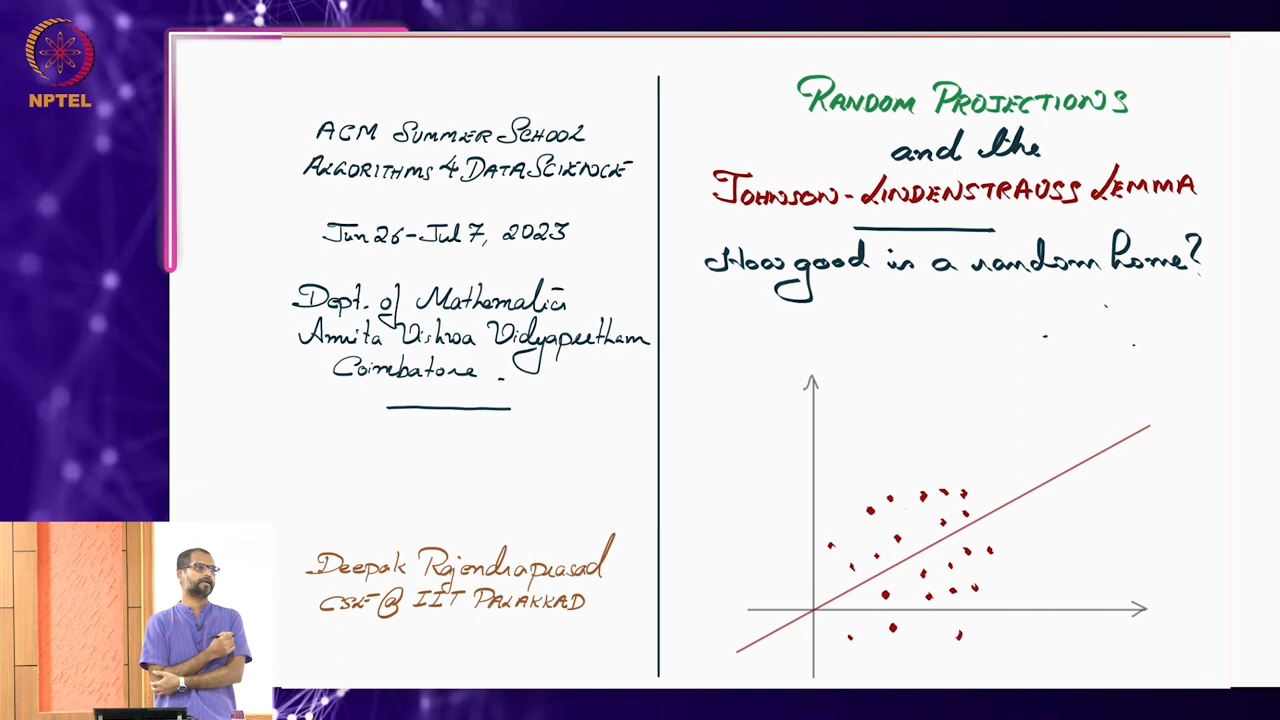 NPTEL
ACM SUMMER SCHOOL
ALGORITHMS 4 DATA SCIENCE
Jun 26-Jul 7, 2023
Dept. of Mathematics
Amrita Vishwa Vidyapeetham
Coimbatore.
Deepak Rajendraprasad
CSE @ IIT PALAKKAD
RANDOM PROJECTIONS
and the
JOHNSON-LINDENSTRAUSS LEMMA
How good is a random home?